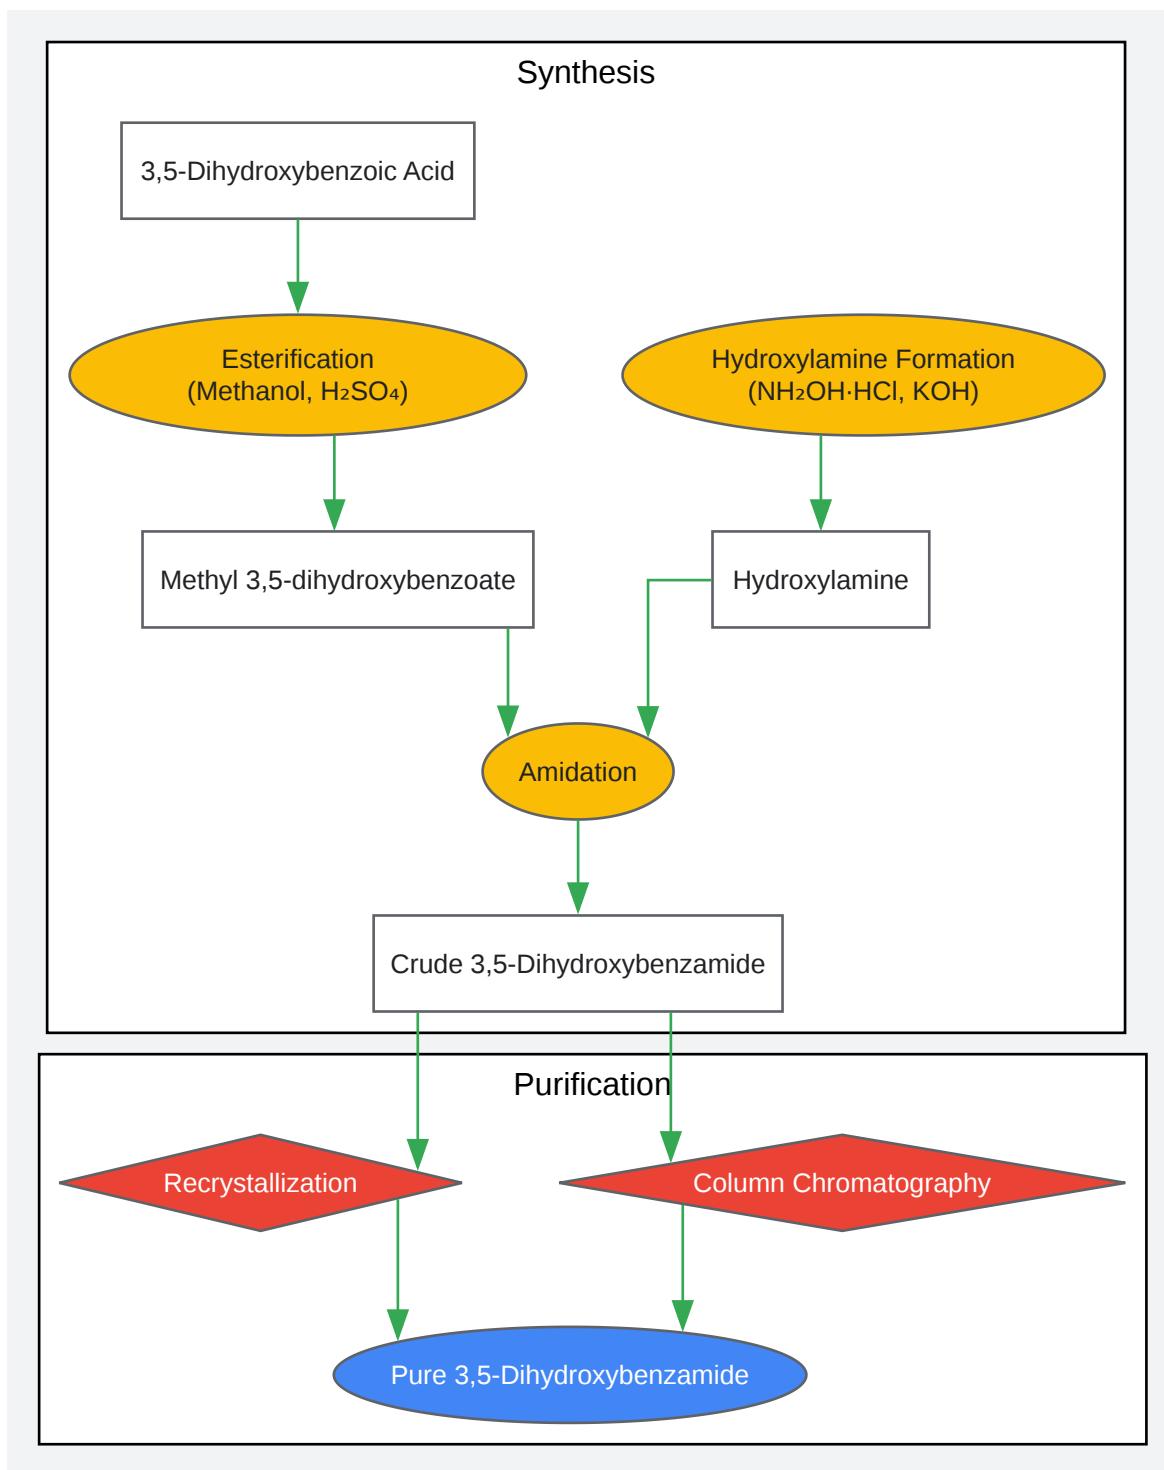 Synthesis
3,5-Dihydroxybenzoic Acid
Esterification
(Methanol, H₂SO₄)
Hydroxylamine Formation
(NH₂OH·HCl, KOH)
Methyl 3,5-dihydroxybenzoate
Hydroxylamine
Amidation
Crude 3,5-Dihydroxybenzamide
Purification
Recrystallization
Column Chromatography
Pure 3,5-Dihydroxybenzamide